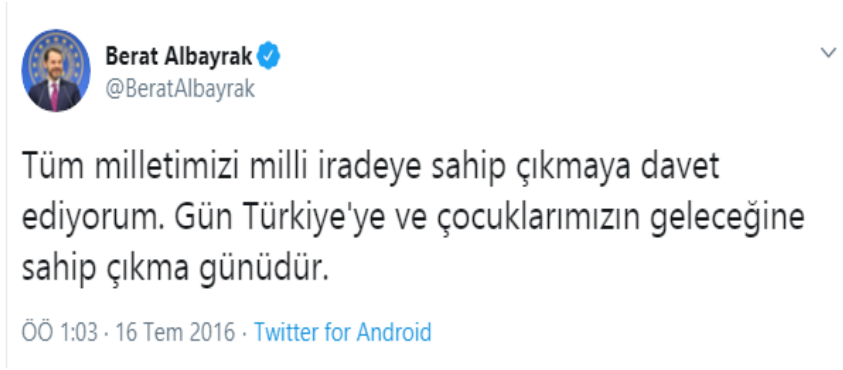 Berat Albayrak
@BeratAlbayrak
Tüm milletimizi milli iradeye sahip çıkmaya davet
ediyorum. Gün Türkiye'ye ve çocuklarımızın geleceğine
sahip çıkma günüdür.
ÖÖ 1:03 · 16 Tem 2016 · Twitter for Android